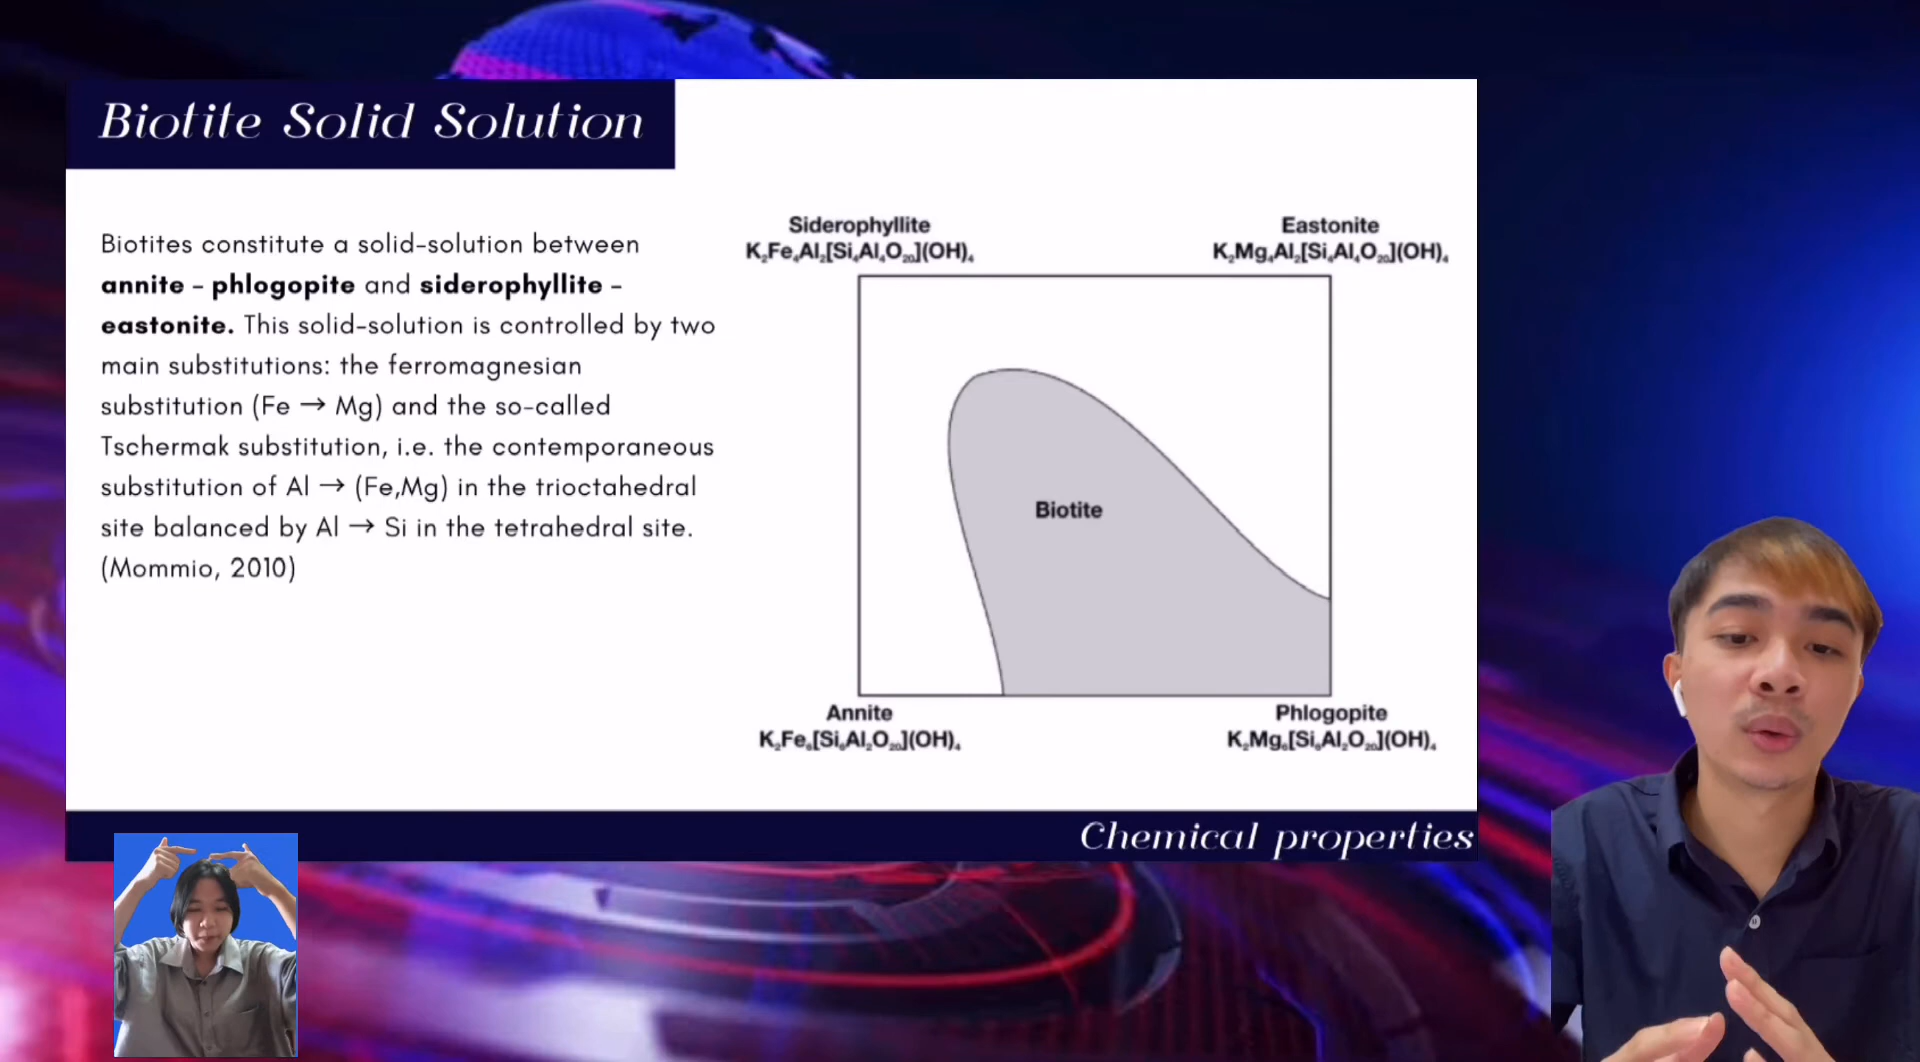 Biotite Solid Solution
Biotites constitute a solid-solution between
annite - phlogopite and siderophyllite -
eastonite. This solid-solution is controlled by two
main substitutions: the ferromagnesian
substitution (Fe → Mg) and the so-called
Tschermak substitution, i.e. the contemporaneous
substitution of Al → (Fe,Mg) in the trioctahedral
site balanced by Al → Si in the tetrahedral site.
(Mommio, 2010)
Siderophyllite
K₂Fe₄Al₂[Si₄Al₄O₂₀](OH)₄
Eastonite
K₂Mg₄Al₂[Si₄Al₄O₂₀](OH)₄
Biotite
Annite
K₂Fe₆[Si₆Al₂O₂₀](OH)₄
Phlogopite
K₂Mg₆[Si₆Al₂O₂₀](OH)₄
Chemical properties